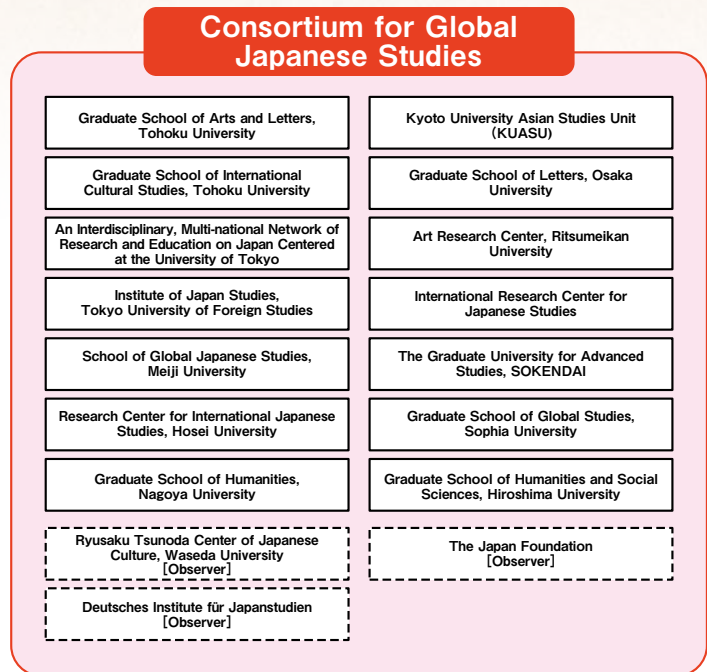 Consortium for Global
Japanese Studies
Graduate School of Arts and Letters,
Tohoku University
Kyoto University Asian Studies Unit
(KUASU)
Graduate School of International
Cultural Studies, Tohoku University
Graduate School of Letters, Osaka
University
An Interdisciplinary, Multi-national Network of
Research and Education on Japan Centered
at the University of Tokyo
Art Research Center, Ritsumeikan
University
Institute of Japan Studies,
Tokyo University of Foreign Studies
International Research Center for
Japanese Studies
School of Global Japanese Studies,
Meiji University
The Graduate University for Advanced
Studies, SOKENDAI
Research Center for International Japanese
Studies, Hosei University
Graduate School of Global Studies,
Sophia University
Graduate School of Humanities,
Nagoya University
Graduate School of Humanities and Social
Sciences, Hiroshima University
Ryusaku Tsunoda Center of Japanese
Culture, Waseda University
[Observer]
The Japan Foundation
[Observer]
Deutsches Institute für Japanstudien
[Observer]